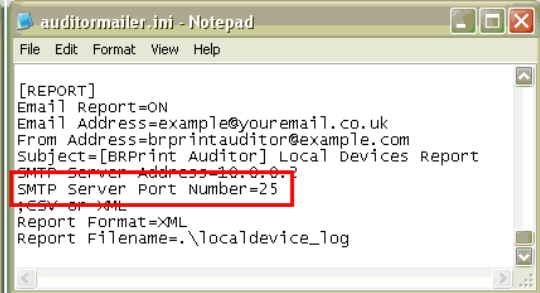 auditormailer.ini - Notepad
File Edit Format View Help
[REPORT]
Email Report=ON
Email Address=example@youremail.co.uk
From Address=brprintauditor@example.com
Subject=[BRPrint Auditor] Local Devices Report
SMTP Server Address=10.0.0.2
SMTP Server Port Number=25
;CSV or XML
Report Format=XML
Report Filename=.\localdevice_log